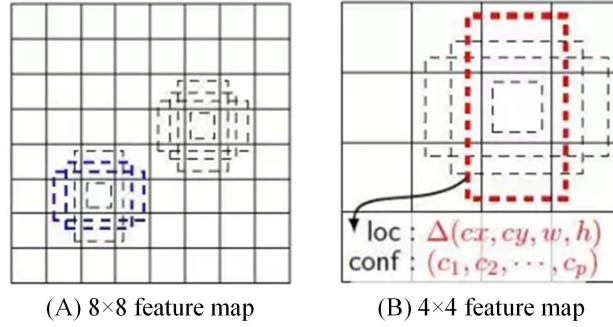 loc : Δ(cx, cy, w, h)
conf : (c₁, c₂, ⋯, cₚ)
(A) 8×8 feature map
(B) 4×4 feature map